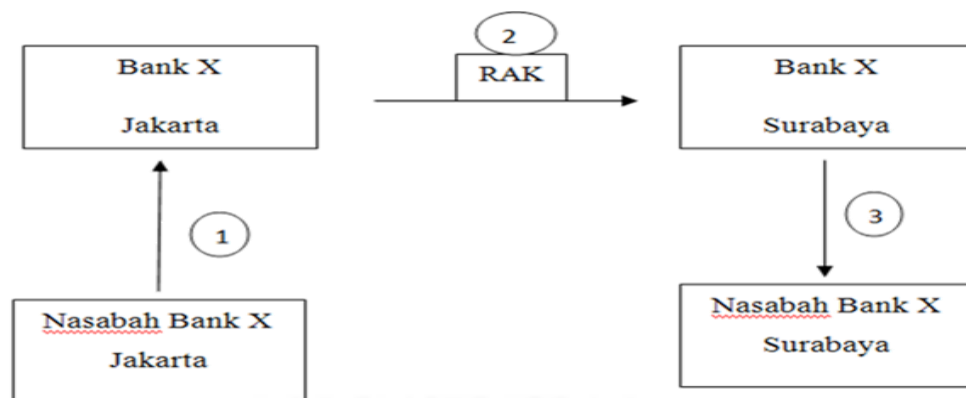 Bank X
Jakarta
2
RAK
Bank X
Surabaya
1
3
Nasabah Bank X
Jakarta
Nasabah Bank X
Surabaya